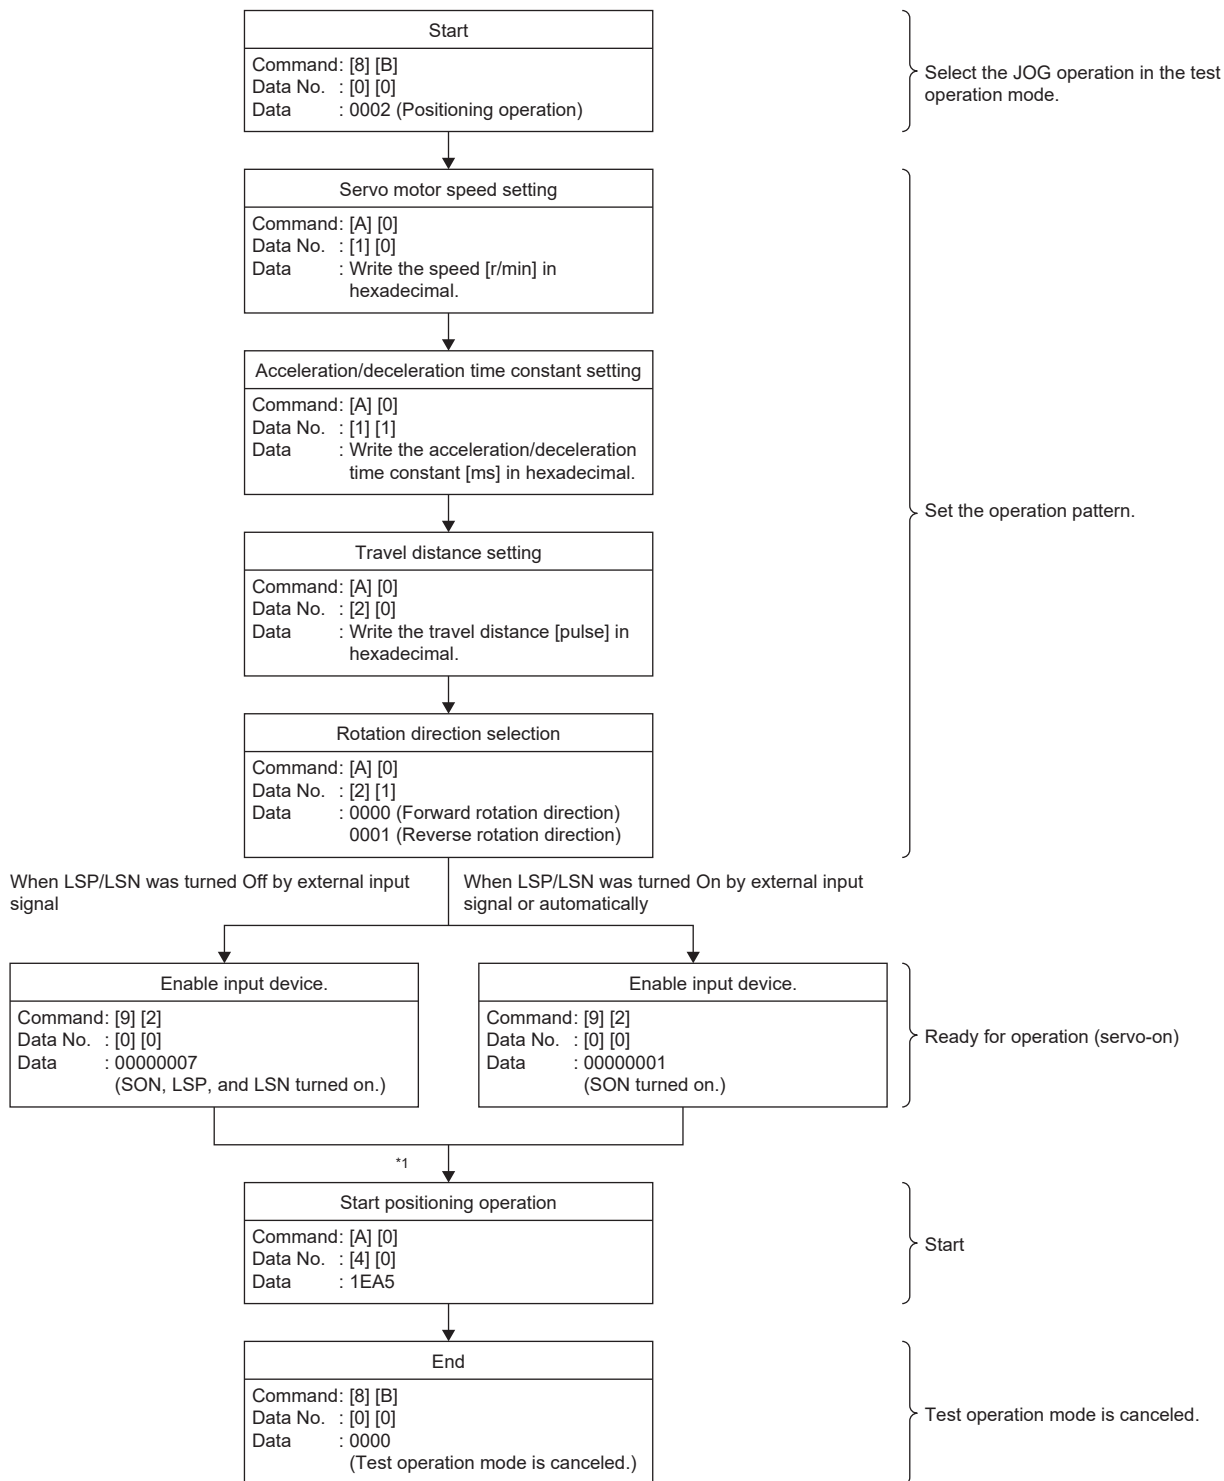 Start
Command: [8] [B]
Data No. : [0] [0]
Data : 0002 (Positioning operation)
Select the JOG operation in the test
operation mode.
Servo motor speed setting
Command: [A] [0]
Data No. : [1] [0]
Data : Write the speed [r/min] in
hexadecimal.
Acceleration/deceleration time constant setting
Command: [A] [0]
Data No. : [1] [1]
Data : Write the acceleration/deceleration
time constant [ms] in hexadecimal.
Travel distance setting
Command: [A] [0]
Data No. : [2] [0]
Data : Write the travel distance [pulse] in
hexadecimal.
Rotation direction selection
Command: [A] [0]
Data No. : [2] [1]
Data : 0000 (Forward rotation direction)
0001 (Reverse rotation direction)
Set the operation pattern.
When LSP/LSN was turned Off by external input
signal
When LSP/LSN was turned On by external input
signal or automatically
Enable input device.
Command: [9] [2]
Data No. : [0] [0]
Data : 00000007
(SON, LSP, and LSN turned on.)
Enable input device.
Command: [9] [2]
Data No. : [0] [0]
Data : 00000001
(SON turned on.)
Ready for operation (servo-on)
*1
Start positioning operation
Command: [A] [0]
Data No. : [4] [0]
Data : 1EA5
Start
End
Command: [8] [B]
Data No. : [0] [0]
Data : 0000
(Test operation mode is canceled.)
Test operation mode is canceled.